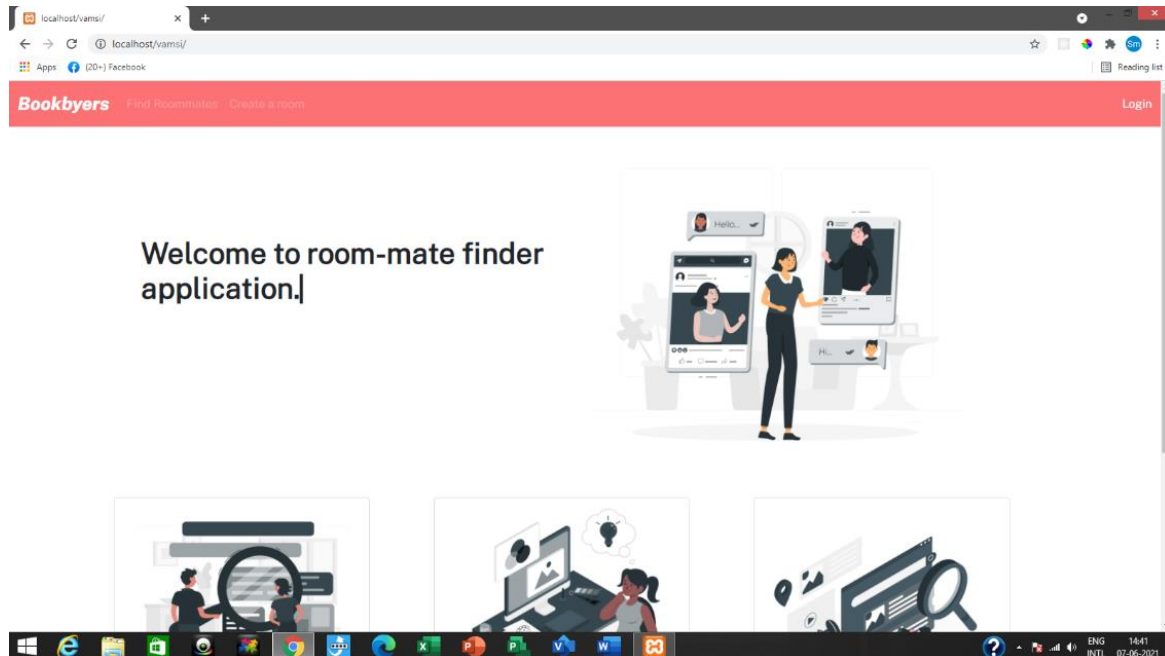 localhost/vamsi/
localhost/vamsi/
Sm
Apps (20+) Facebook Reading list
Bookbyers Find Roommates Create a room Login
Hello...
Welcome to room-mate finder
application.
Hi...
ENG 14:41
INTL 07-06-2021